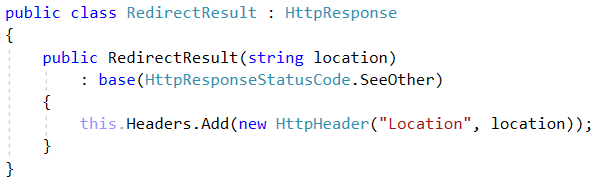 public class RedirectResult : HttpResponse
{
    public RedirectResult(string location)
        : base(HttpResponseStatusCode.SeeOther)
    {
        this.Headers.Add(new HttpHeader("Location", location));
    }
}